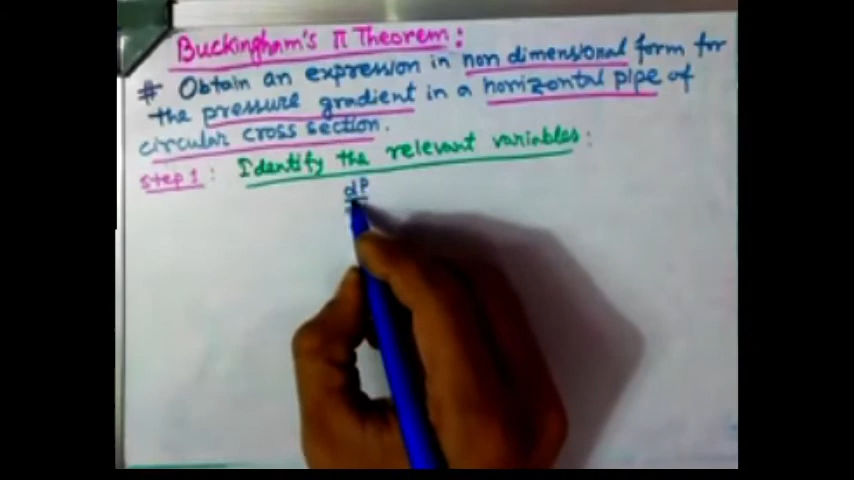 Buckingham's π Theorem:
# Obtain an expression in non dimensional form for
the pressure gradient in a horizontal pipe of
circular cross section.
Step 1: Identify the relevant variables:
dP